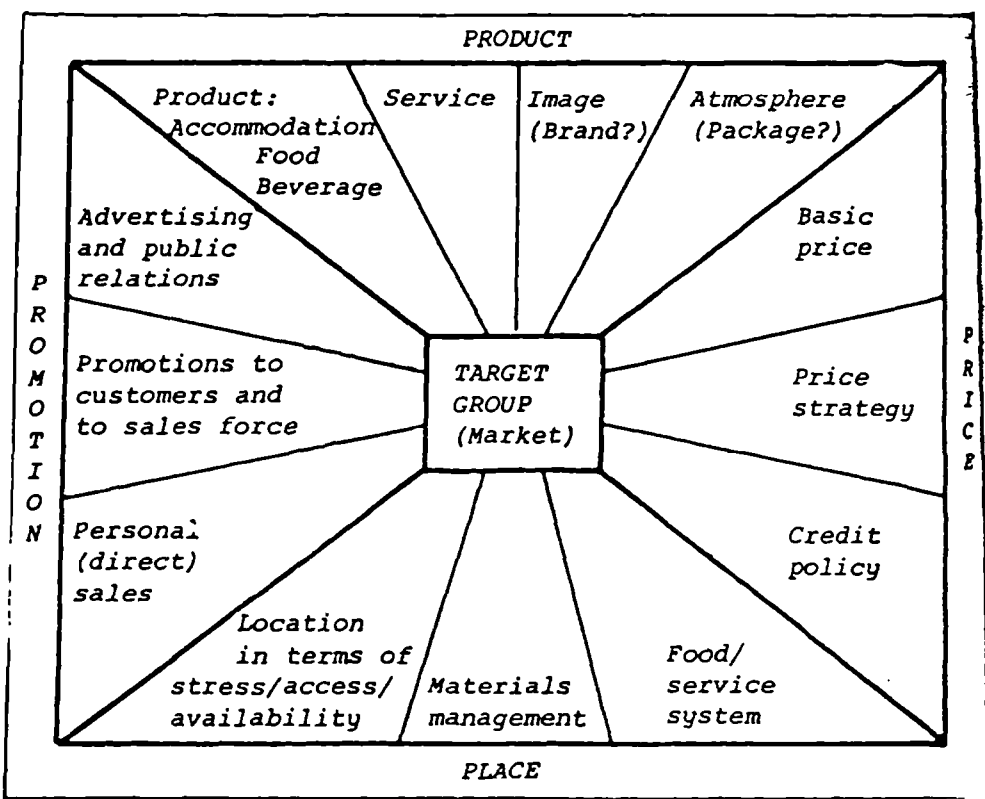 PRODUCT
Product:
Accommodation
Food
Beverage
Service
Image
(Brand?)
Atmosphere
(Package?)
Advertising
and public
relations
Basic
price
PROMOTION
Promotions to
customers and
to sales force
TARGET
GROUP
(Market)
Price
strategy
PRICE
Personal
(direct)
sales
Credit
policy
Location
in terms of
stress/access/
availability
Materials
management
Food/
service
system
PLACE